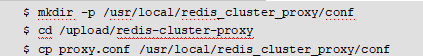 $ mkdir -p /usr/local/redis_cluster_proxy/conf
$ cd /upload/redis-cluster-proxy
$ cp proxy.conf /usr/local/redis_cluster_proxy/conf